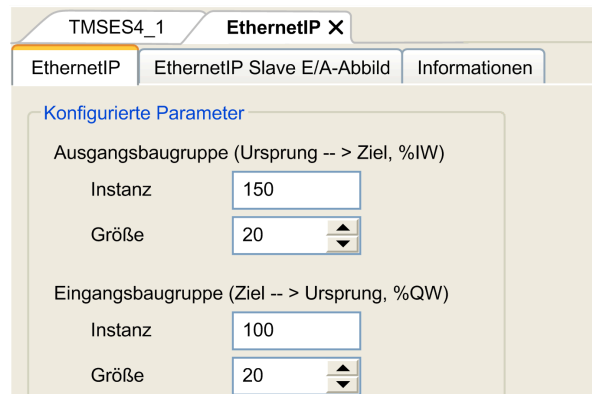 TMSES4_1 EthernetIP X
EthernetIP EthernetIP Slave E/A-Abbild Informationen
Konfigurierte Parameter
Ausgangsbaugruppe (Ursprung -- > Ziel, %IW)
Instanz 150
Größe 20
Eingangsbaugruppe (Ziel -- > Ursprung, %QW)
Instanz 100
Größe 20